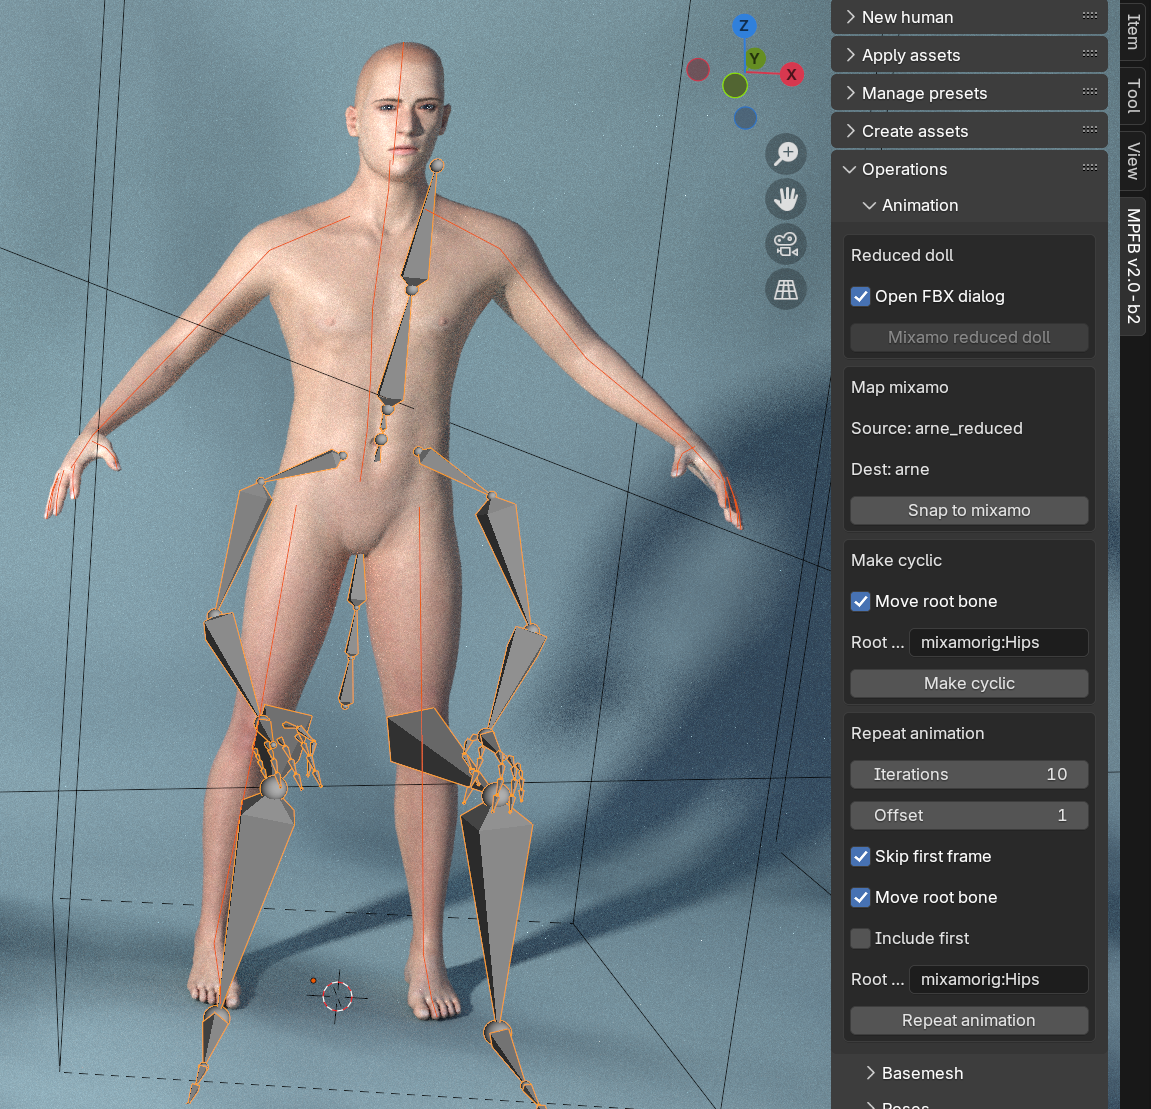 Z
Y
X
New human
Apply assets
Manage presets
Create assets
Operations
Animation
Reduced doll
Open FBX dialog
Mixamo reduced doll
Map mixamo
Source: arne_reduced
Dest: arne
Snap to mixamo
Make cyclic
Move root bone
Root ... mixamorig:Hips
Make cyclic
Repeat animation
Iterations 10
Offset 1
Skip first frame
Move root bone
Include first
Root ... mixamorig:Hips
Repeat animation
Basemesh
Poses
Item
Tool
View
MPFB v2.0-b2